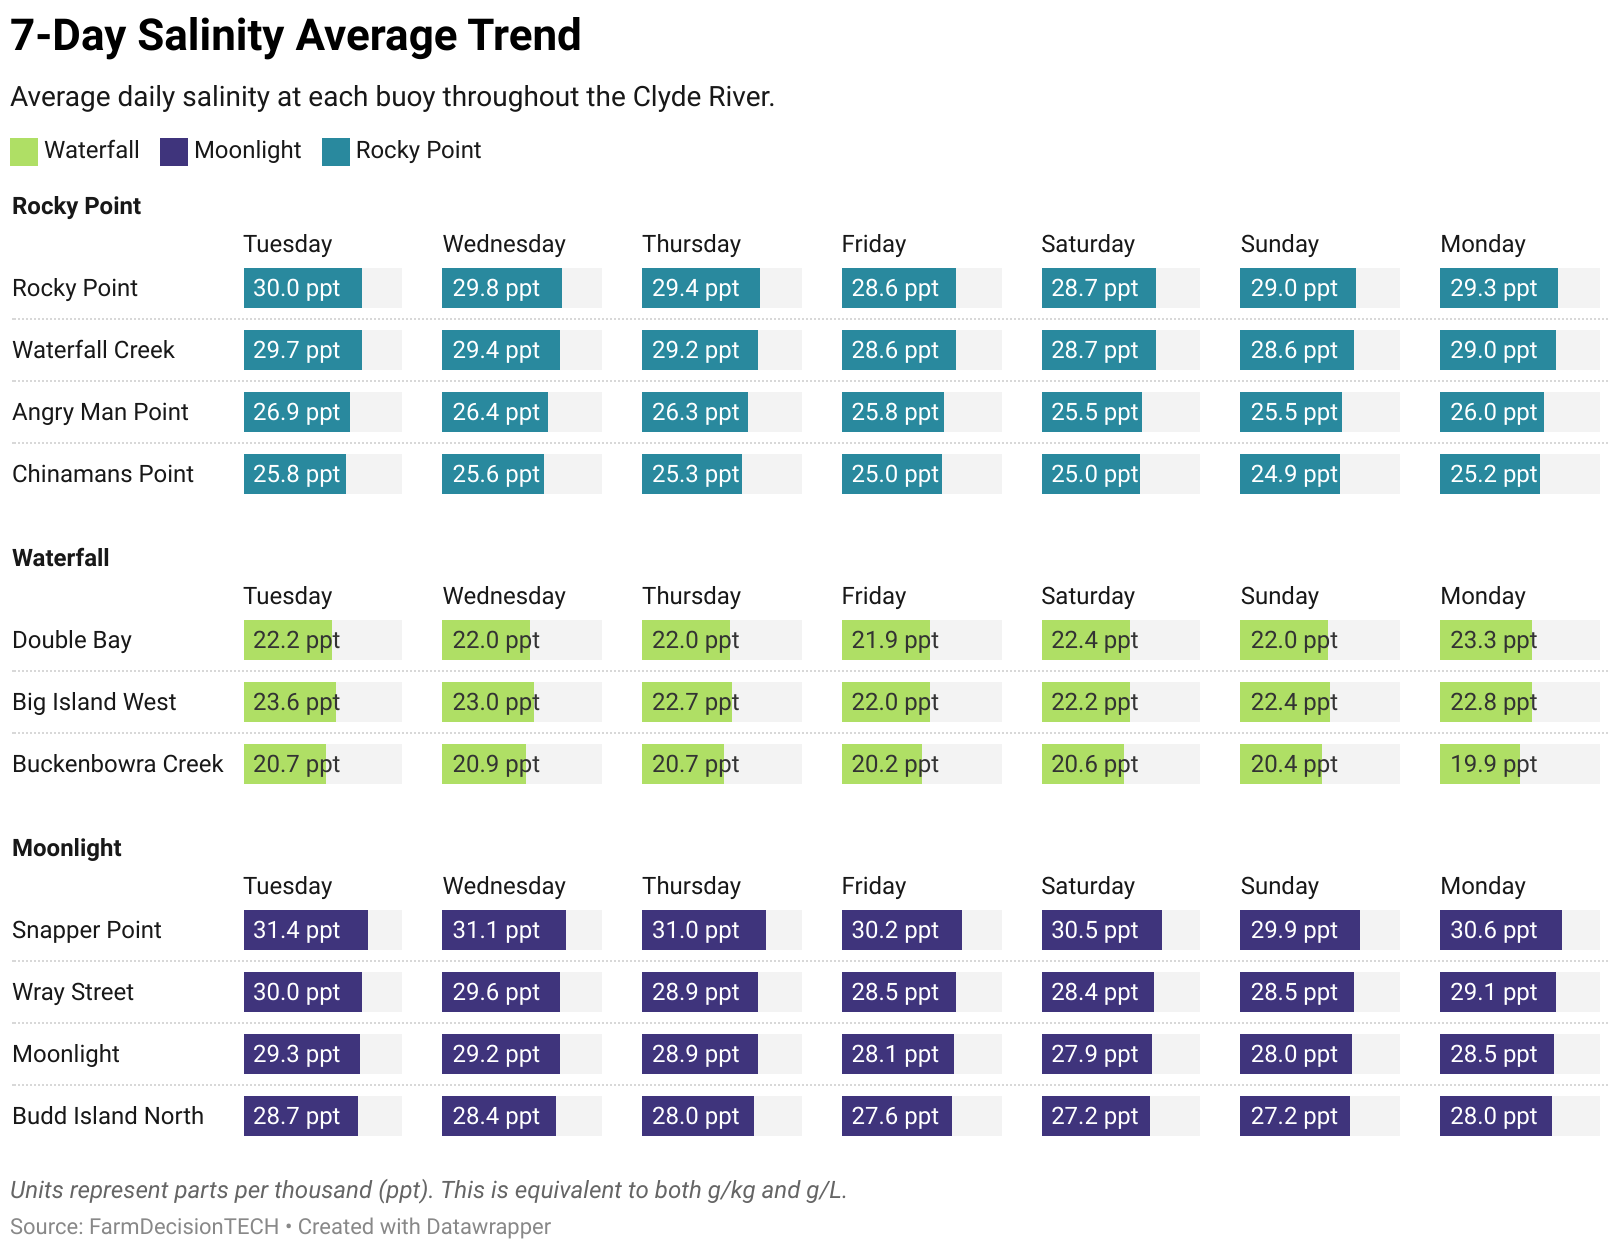 7-Day Salinity Average Trend
Average daily salinity at each buoy throughout the Clyde River.
Waterfall Moonlight Rocky Point
Rocky Point
Tuesday Wednesday Thursday Friday Saturday Sunday Monday
Rocky Point 30.0 ppt 29.8 ppt 29.4 ppt 28.6 ppt 28.7 ppt 29.0 ppt 29.3 ppt
Waterfall Creek 29.7 ppt 29.4 ppt 29.2 ppt 28.6 ppt 28.7 ppt 28.6 ppt 29.0 ppt
Angry Man Point 26.9 ppt 26.4 ppt 26.3 ppt 25.8 ppt 25.5 ppt 25.5 ppt 26.0 ppt
Chinamans Point 25.8 ppt 25.6 ppt 25.3 ppt 25.0 ppt 25.0 ppt 24.9 ppt 25.2 ppt
Waterfall
Tuesday Wednesday Thursday Friday Saturday Sunday Monday
Double Bay 22.2 ppt 22.0 ppt 22.0 ppt 21.9 ppt 22.4 ppt 22.0 ppt 23.3 ppt
Big Island West 23.6 ppt 23.0 ppt 22.7 ppt 22.0 ppt 22.2 ppt 22.4 ppt 22.8 ppt
Buckenbowra Creek 20.7 ppt 20.9 ppt 20.7 ppt 20.2 ppt 20.6 ppt 20.4 ppt 19.9 ppt
Moonlight
Tuesday Wednesday Thursday Friday Saturday Sunday Monday
Snapper Point 31.4 ppt 31.1 ppt 31.0 ppt 30.2 ppt 30.5 ppt 29.9 ppt 30.6 ppt
Wray Street 30.0 ppt 29.6 ppt 28.9 ppt 28.5 ppt 28.4 ppt 28.5 ppt 29.1 ppt
Moonlight 29.3 ppt 29.2 ppt 28.9 ppt 28.1 ppt 27.9 ppt 28.0 ppt 28.5 ppt
Budd Island North 28.7 ppt 28.4 ppt 28.0 ppt 27.6 ppt 27.2 ppt 27.2 ppt 28.0 ppt
Units represent parts per thousand (ppt). This is equivalent to both g/kg and g/L.
Source: FarmDecisionTECH • Created with Datawrapper